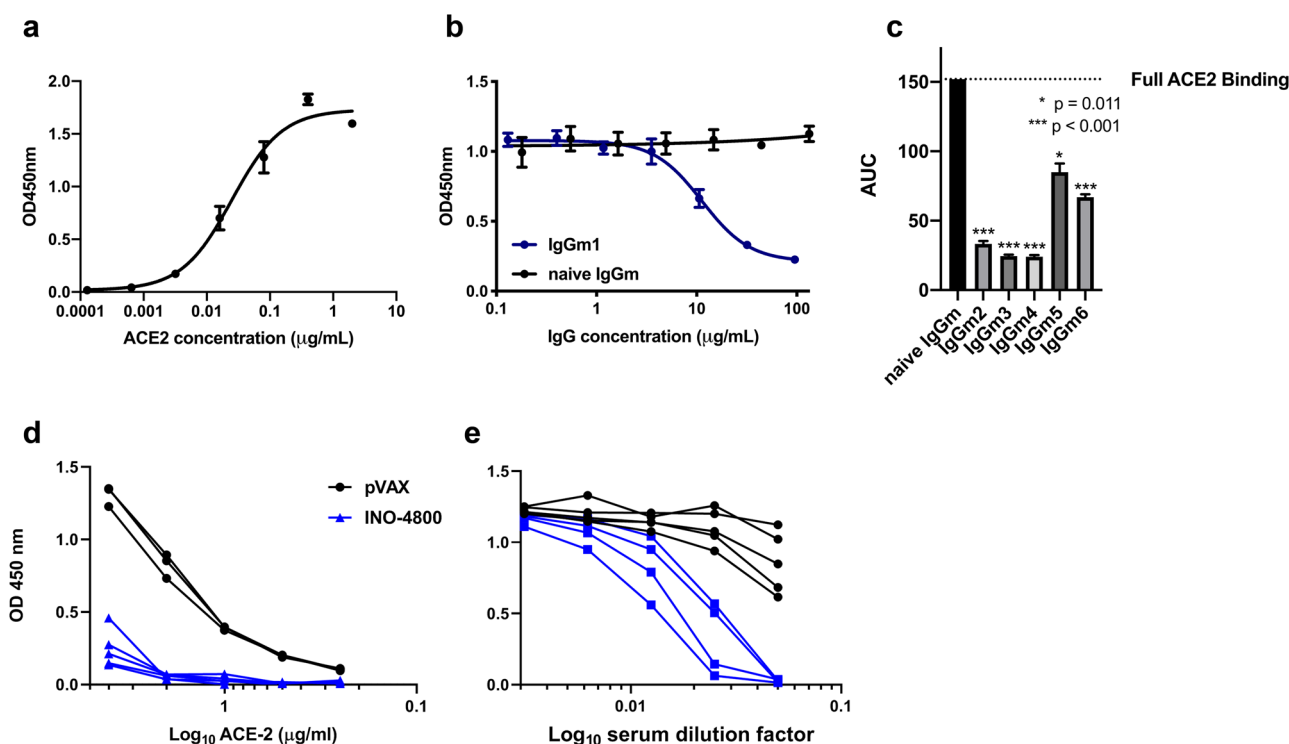 a
2.0
1.5
1.0
0.5
0.0
OD450nm
0.0001 0.001 0.01 0.1 1 10
ACE2 concentration (μg/mL)
b
1.5
1.0
0.5
0.0
OD450nm
IgGm1
naive IgGm
0.1 1 10 100
IgG concentration (μg/mL)
c
150
100
50
0
AUC
Full ACE2 Binding
* p = 0.011
*** p < 0.001
*** *** *** * ***
naive IgGm
IgGm2
IgGm3
IgGm4
IgGm5
IgGm6
d
1.5
1.0
0.5
0.0
OD 450 nm
pVAX
INO-4800
1 0.1
Log10 ACE-2 (μg/ml)
e
1.5
1.0
0.5
0.0
0.01 0.1
Log10 serum dilution factor